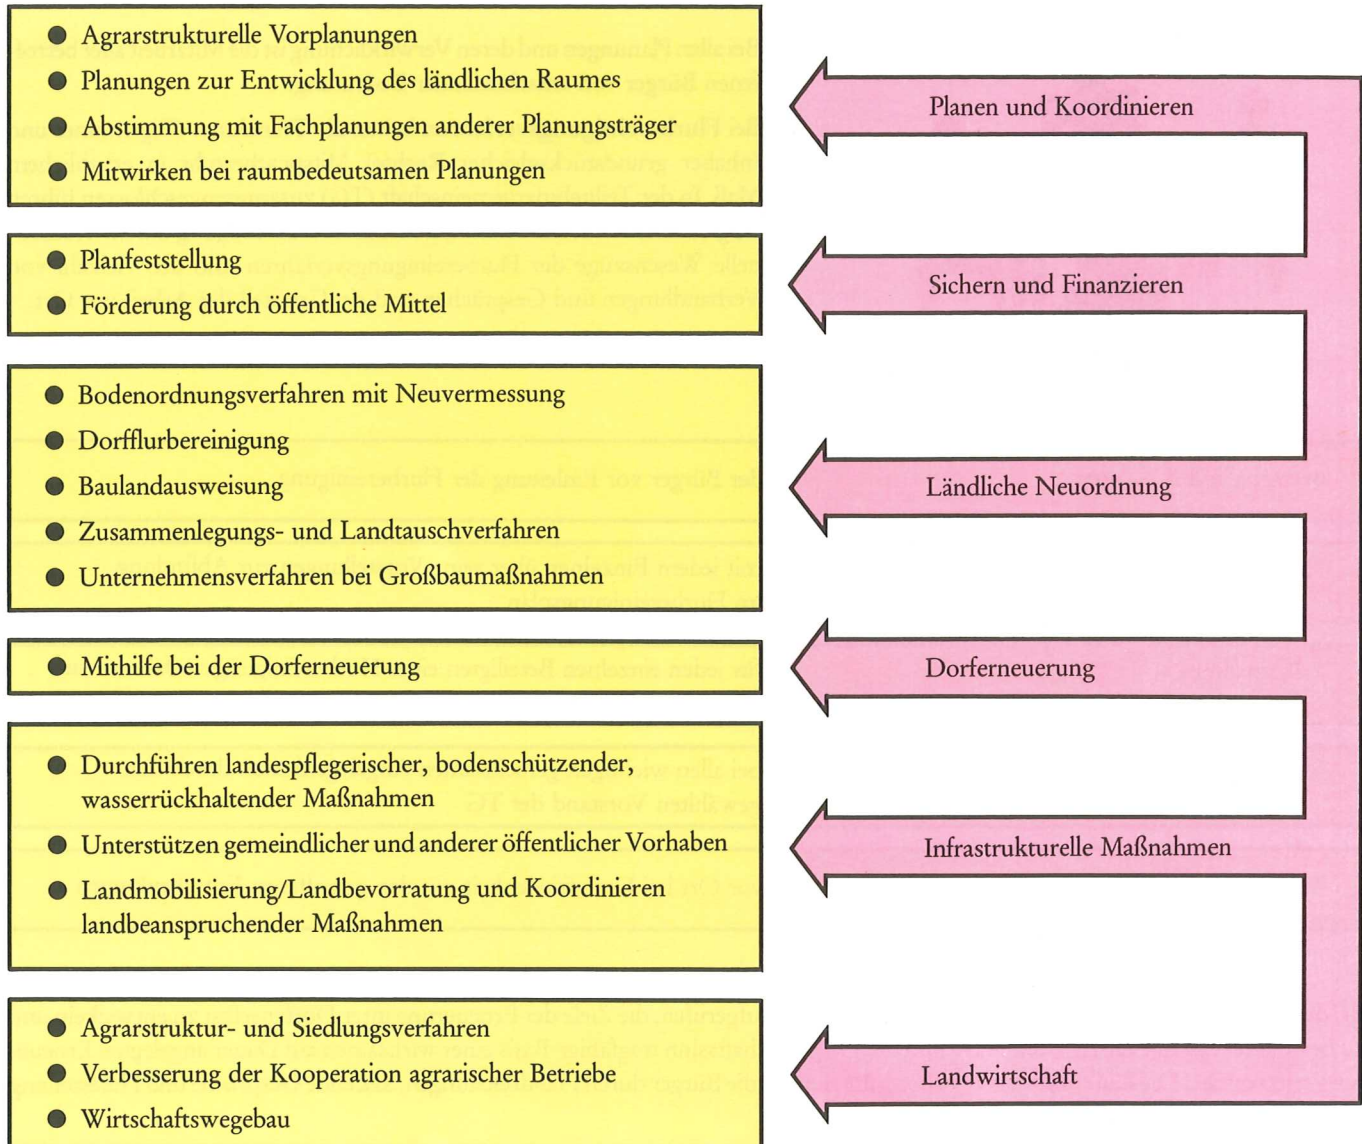 ● Agrarstrukturelle Vorplanungen
● Planungen zur Entwicklung des ländlichen Raumes
● Abstimmung mit Fachplanungen anderer Planungsträger
● Mitwirken bei raumbedeutsamen Planungen
Planen und Koordinieren
● Planfeststellung
● Förderung durch öffentliche Mittel
Sichern und Finanzieren
● Bodenordnungsverfahren mit Neuvermessung
● Dorfflurbereinigung
● Baulandausweisung
● Zusammenlegungs- und Landtauschverfahren
● Unternehmensverfahren bei Großbaumaßnahmen
Ländliche Neuordnung
● Mithilfe bei der Dorferneuerung
Dorferneuerung
● Durchführen landespflegerischer, bodenschützender,
wasserrückhaltender Maßnahmen
● Unterstützen gemeindlicher und anderer öffentlicher Vorhaben
● Landmobilisierung/Landbevorratung und Koordinieren
landbeanspruchender Maßnahmen
Infrastrukturelle Maßnahmen
● Agrarstruktur- und Siedlungsverfahren
● Verbesserung der Kooperation agrarischer Betriebe
● Wirtschaftswegebau
Landwirtschaft